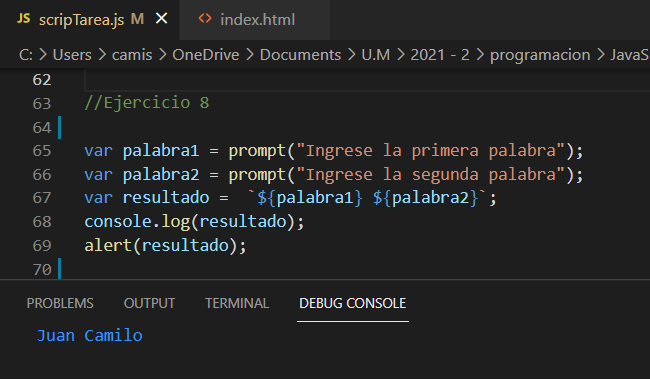 JS scripTarea.js M × <> index.html
C: > Users > camis > OneDrive > Documents > U.M > 2021 - 2 > programacion > JavaS
62
63 //Ejercicio 8
64
65 var palabra1 = prompt("Ingrese la primera palabra");
66 var palabra2 = prompt("Ingrese la segunda palabra");
67 var resultado =  `${palabra1} ${palabra2}`;
68 console.log(resultado);
69 alert(resultado);
70
PROBLEMS OUTPUT TERMINAL DEBUG CONSOLE
Juan Camilo